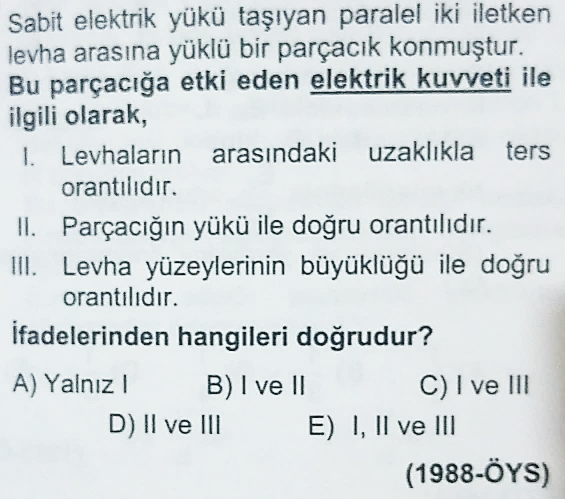 Sabit elektrik yükü taşıyan paralel iki iletken
levha arasına yüklü bir parçacık konmuştur.
Bu parçacığa etki eden elektrik kuvveti ile
ilgili olarak,
I. Levhaların arasındaki uzaklıkla ters
orantılıdır.
II. Parçacığın yükü ile doğru orantılıdır.
III. Levha yüzeylerinin büyüklüğü ile doğru
orantılıdır.
İfadelerinden hangileri doğrudur?
A) Yalnız I B) I ve II C) I ve III
D) II ve III E) I, II ve III
(1988-ÖYS)